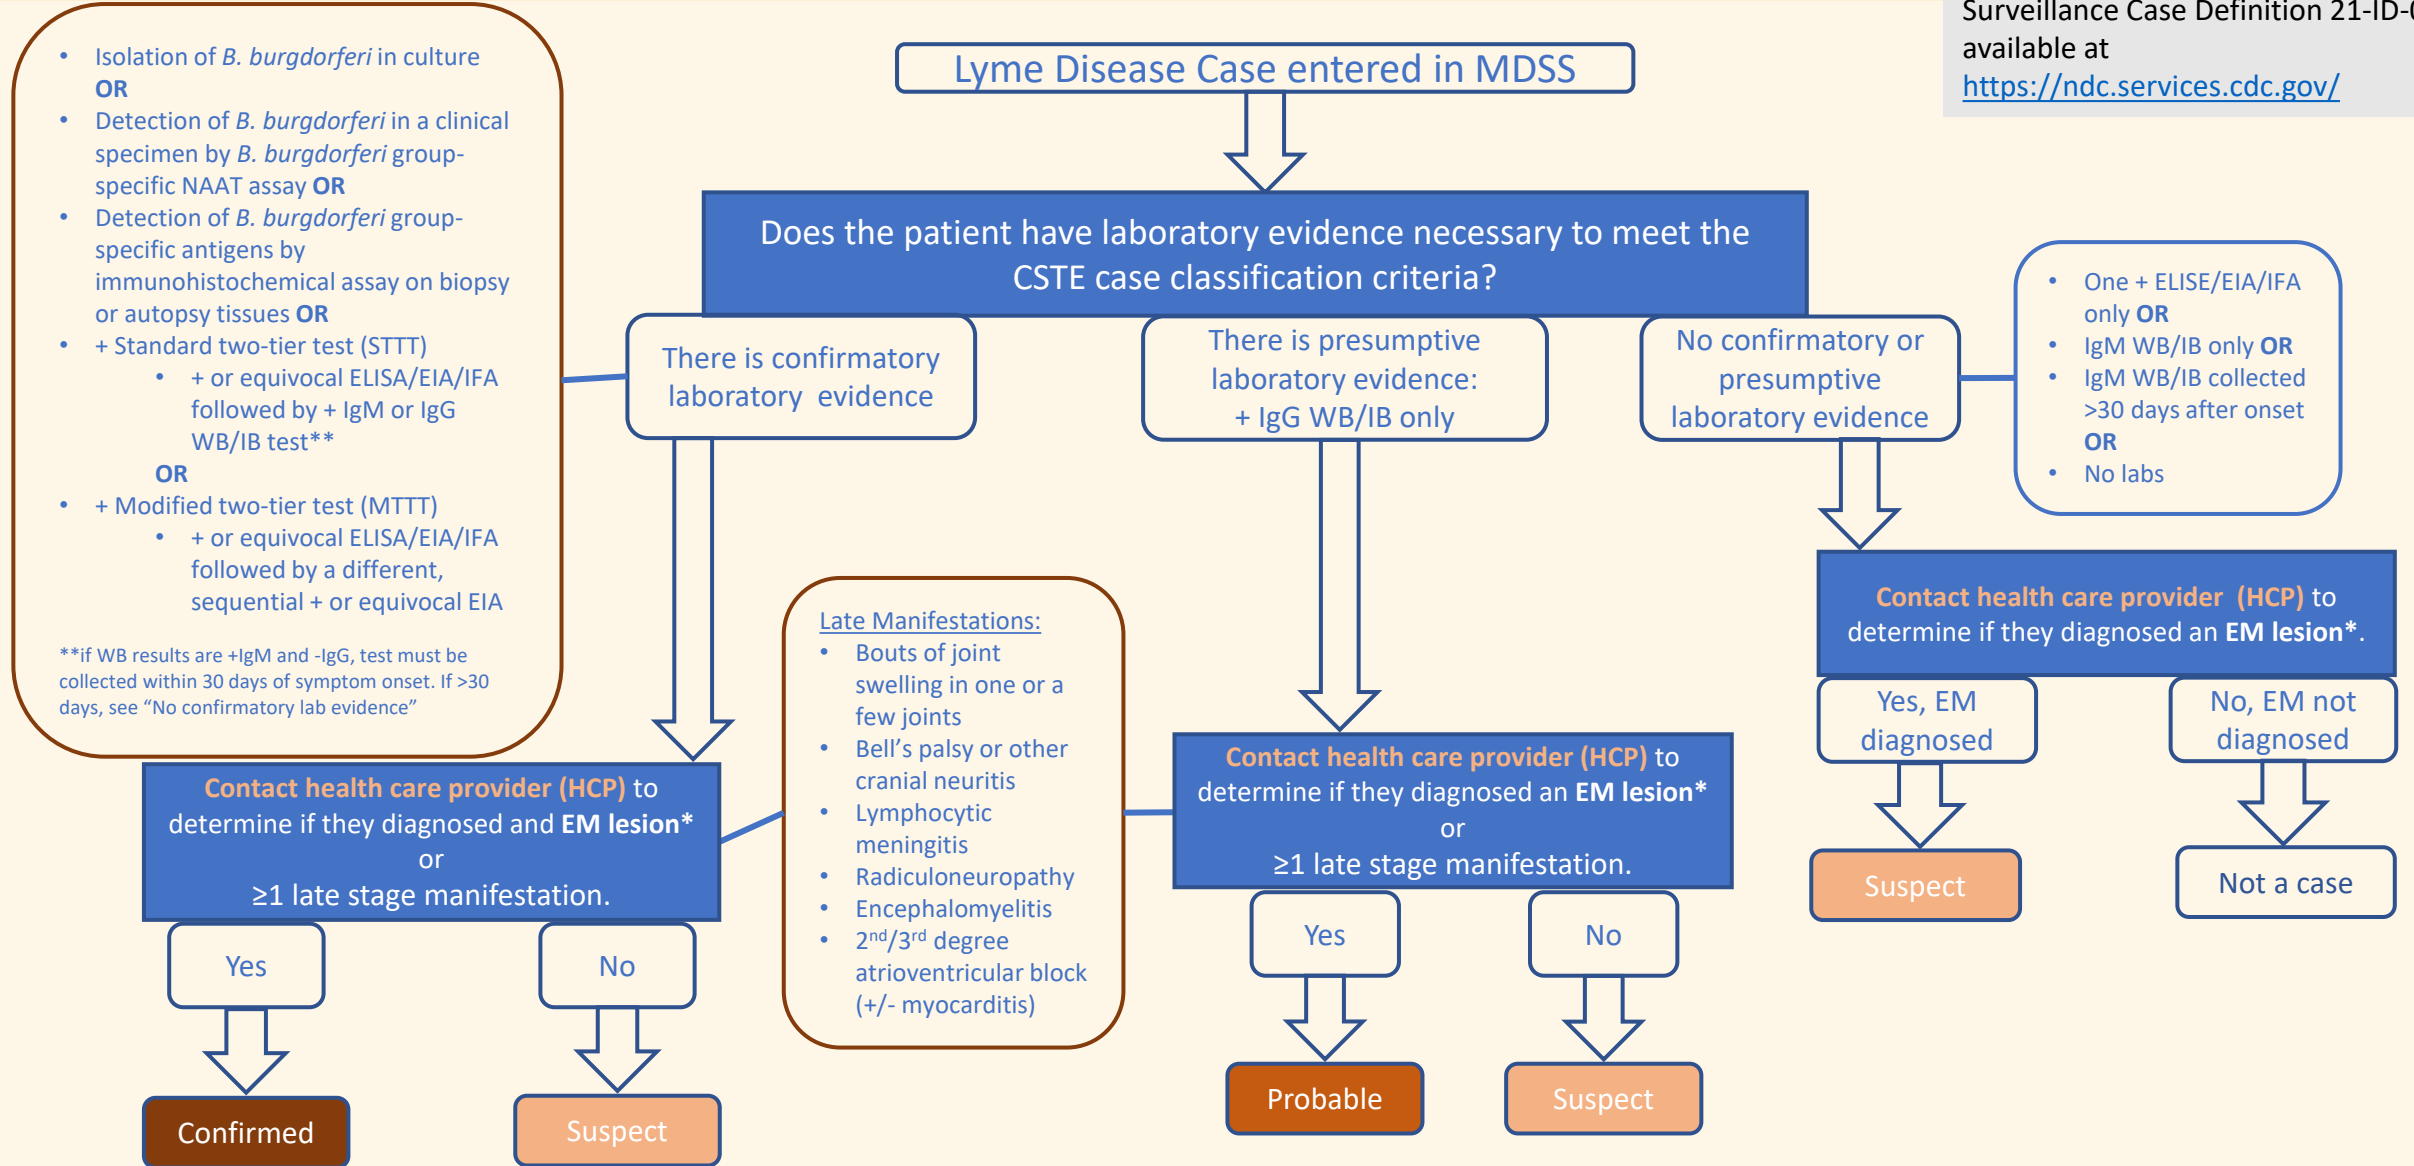 Surveillance Case Definition 21-ID-
available at
https://ndc.services.cdc.gov/
Lyme Disease Case entered in MDSS
Does the patient have laboratory evidence necessary to meet the
CSTE case classification criteria?
• Isolation of B. burgdorferi in culture
OR
• Detection of B. burgdorferi in a clinical
specimen by B. burgdorferi group-
specific NAAT assay OR
• Detection of B. burgdorferi group-
specific antigens by
immunohistochemical assay on biopsy
or autopsy tissues OR
• + Standard two-tier test (STTT)
• + or equivocal ELISA/EIA/IFA
followed by + IgM or IgG
WB/IB test**
OR
• + Modified two-tier test (MTTT)
• + or equivocal ELISA/EIA/IFA
followed by a different,
sequential + or equivocal EIA
**if WB results are +IgM and -IgG, test must be
collected within 30 days of symptom onset. If >30
days, see “No confirmatory lab evidence”
There is confirmatory
laboratory evidence
There is presumptive
laboratory evidence:
+ IgG WB/IB only
No confirmatory or
presumptive
laboratory evidence
• One + ELISE/EIA/IFA
only OR
• IgM WB/IB only OR
• IgM WB/IB collected
>30 days after onset
OR
• No labs
Contact health care provider (HCP) to
determine if they diagnosed and EM lesion*
or
≥1 late stage manifestation.
Yes
No
Confirmed
Suspect
Late Manifestations:
• Bouts of joint
swelling in one or a
few joints
• Bell’s palsy or other
cranial neuritis
• Lymphocytic
meningitis
• Radiculoneuropathy
• Encephalomyelitis
• 2nd/3rd degree
atrioventricular block
(+/- myocarditis)
Contact health care provider (HCP) to
determine if they diagnosed an EM lesion*
or
≥1 late stage manifestation.
Yes
No
Probable
Suspect
Contact health care provider (HCP) to
determine if they diagnosed an EM lesion*.
Yes, EM
diagnosed
No, EM not
diagnosed
Suspect
Not a case